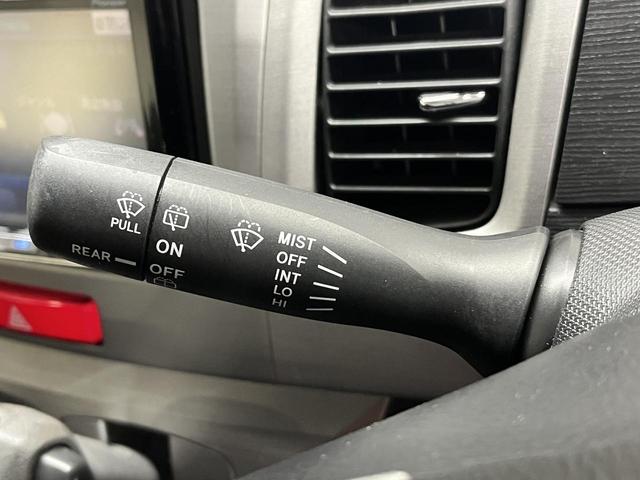 PULL
REAR
ON
OFF
MIST
OFF
INT
LO
HI